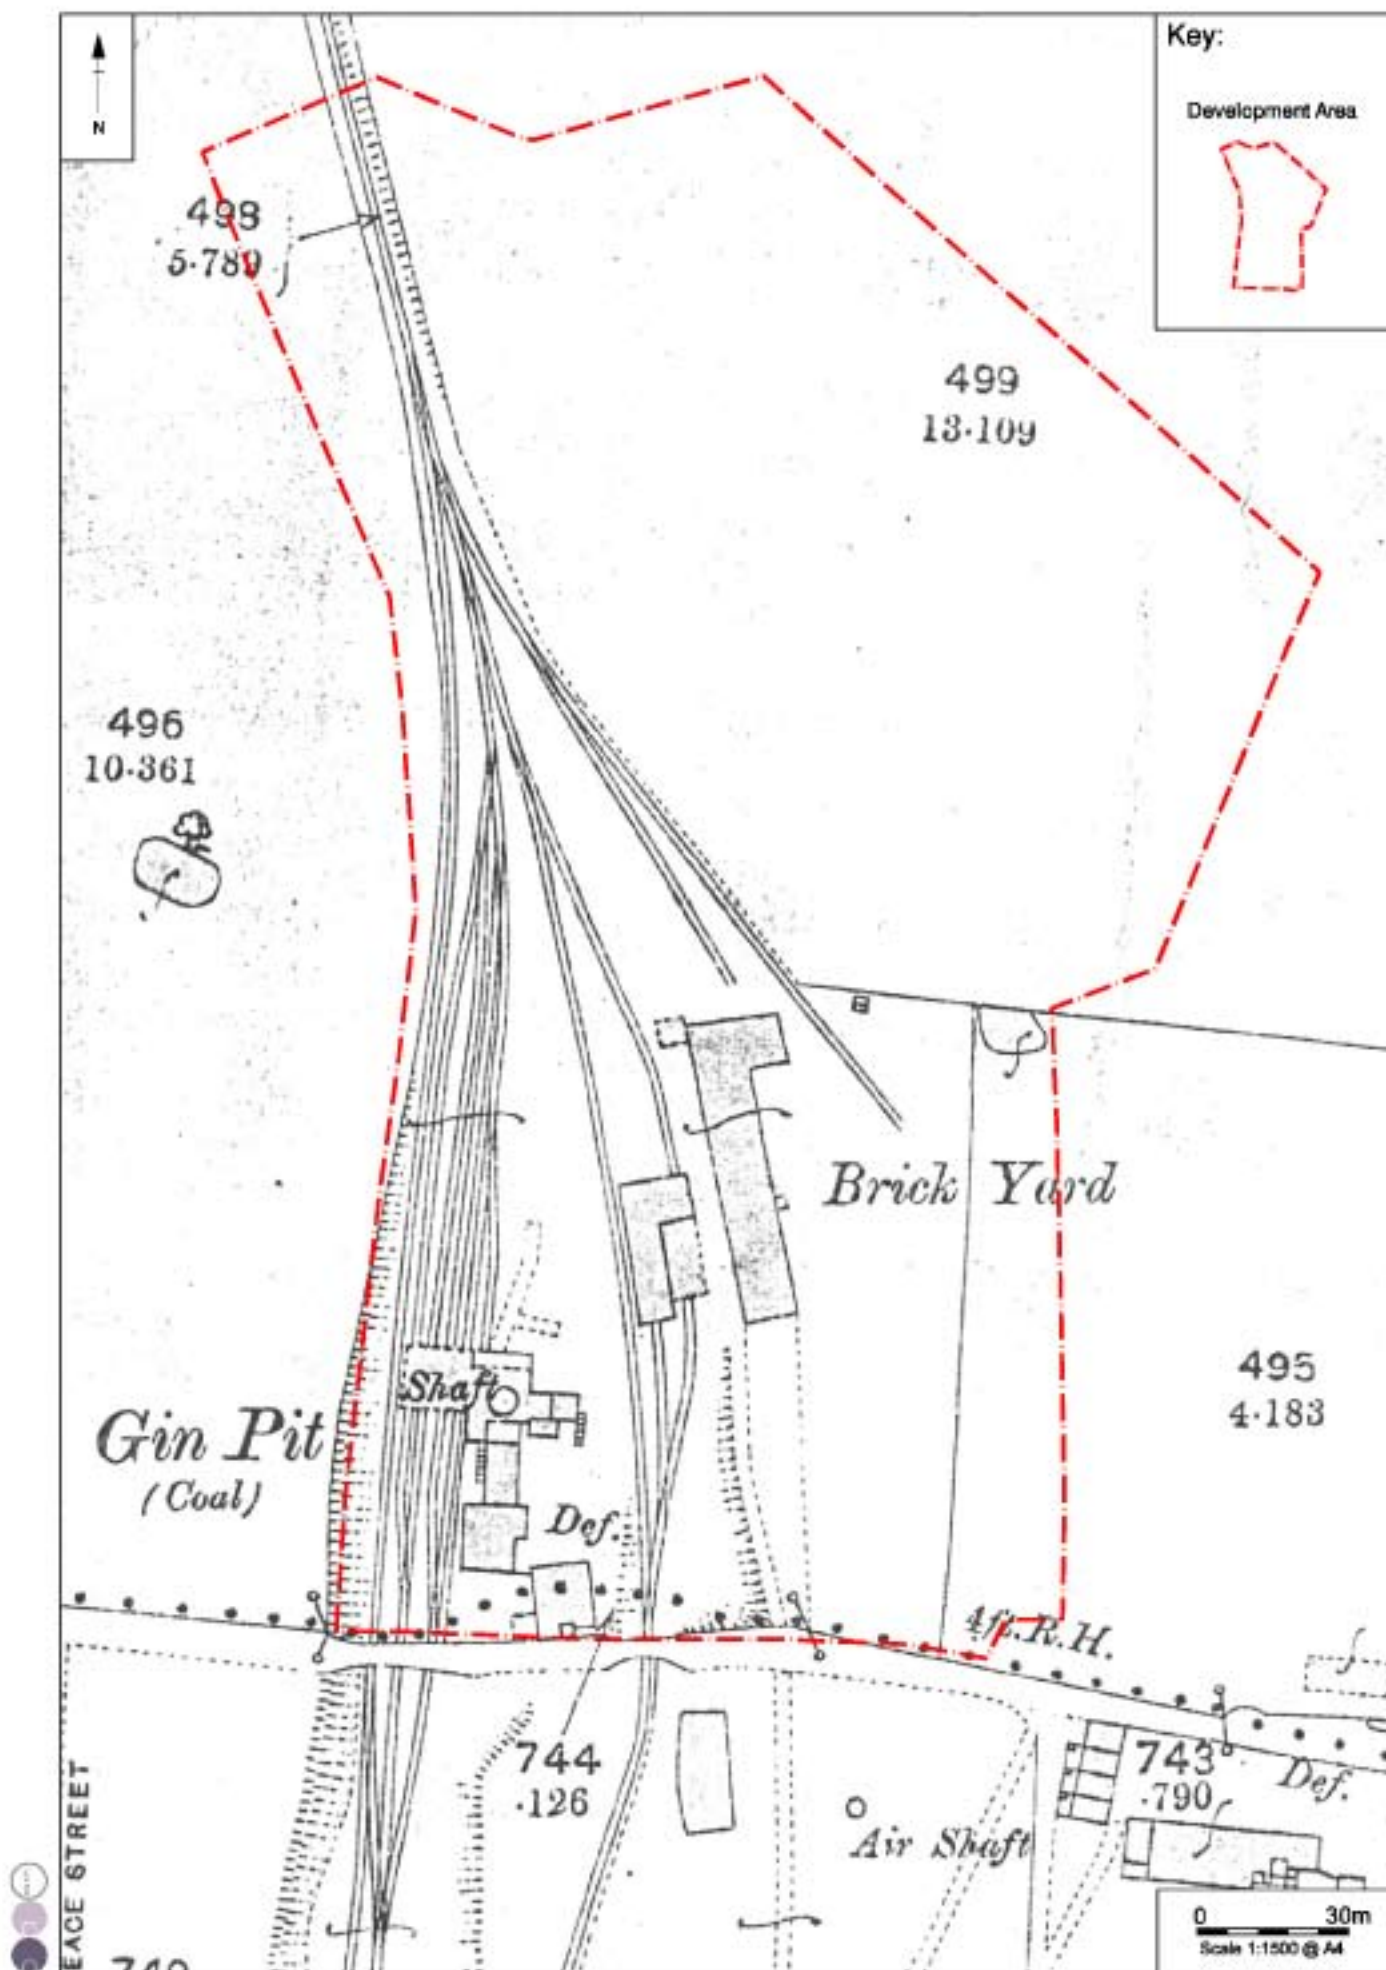 Key:
Development Area
N
498
5·789
499
13·109
496
10·361
Brick Yard
495
4·183
Shaft
Gin Pit
(Coal)
Def.
4ft.R.H.
744
·126
743
·790
Def.
Air Shaft
EACE STREET
0 30m
Scale 1:1500 @ A4